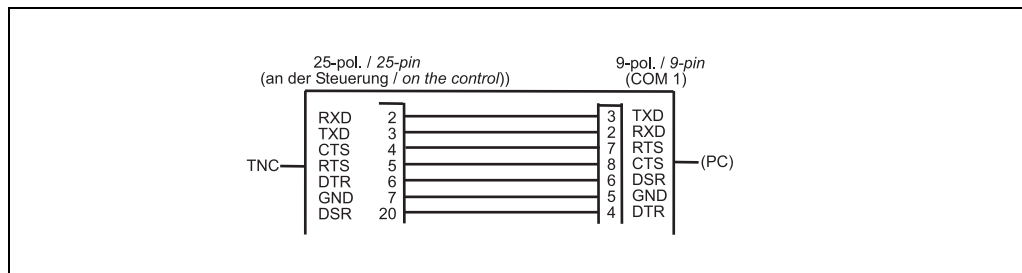 25-pol. / 25-pin
(an der Steuerung / on the control))
9-pol. / 9-pin
(COM 1)
RXD 2 3 TXD
TXD 3 2 RXD
CTS 4 7 RTS
TNC RTS 5 8 CTS (PC)
DTR 6 6 DSR
GND 7 5 GND
DSR 20 4 DTR